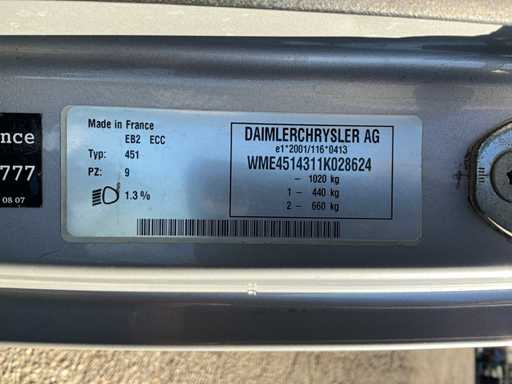 nce
777
08 07
Made in France
EB2 ECC
Typ: 451
PZ: 9
1.3 %
DAIMLERCHRYSLER AG
e1*2001/116*0413
WME4514311K028624
– 1020 kg
1 – 440 kg
2 – 660 kg